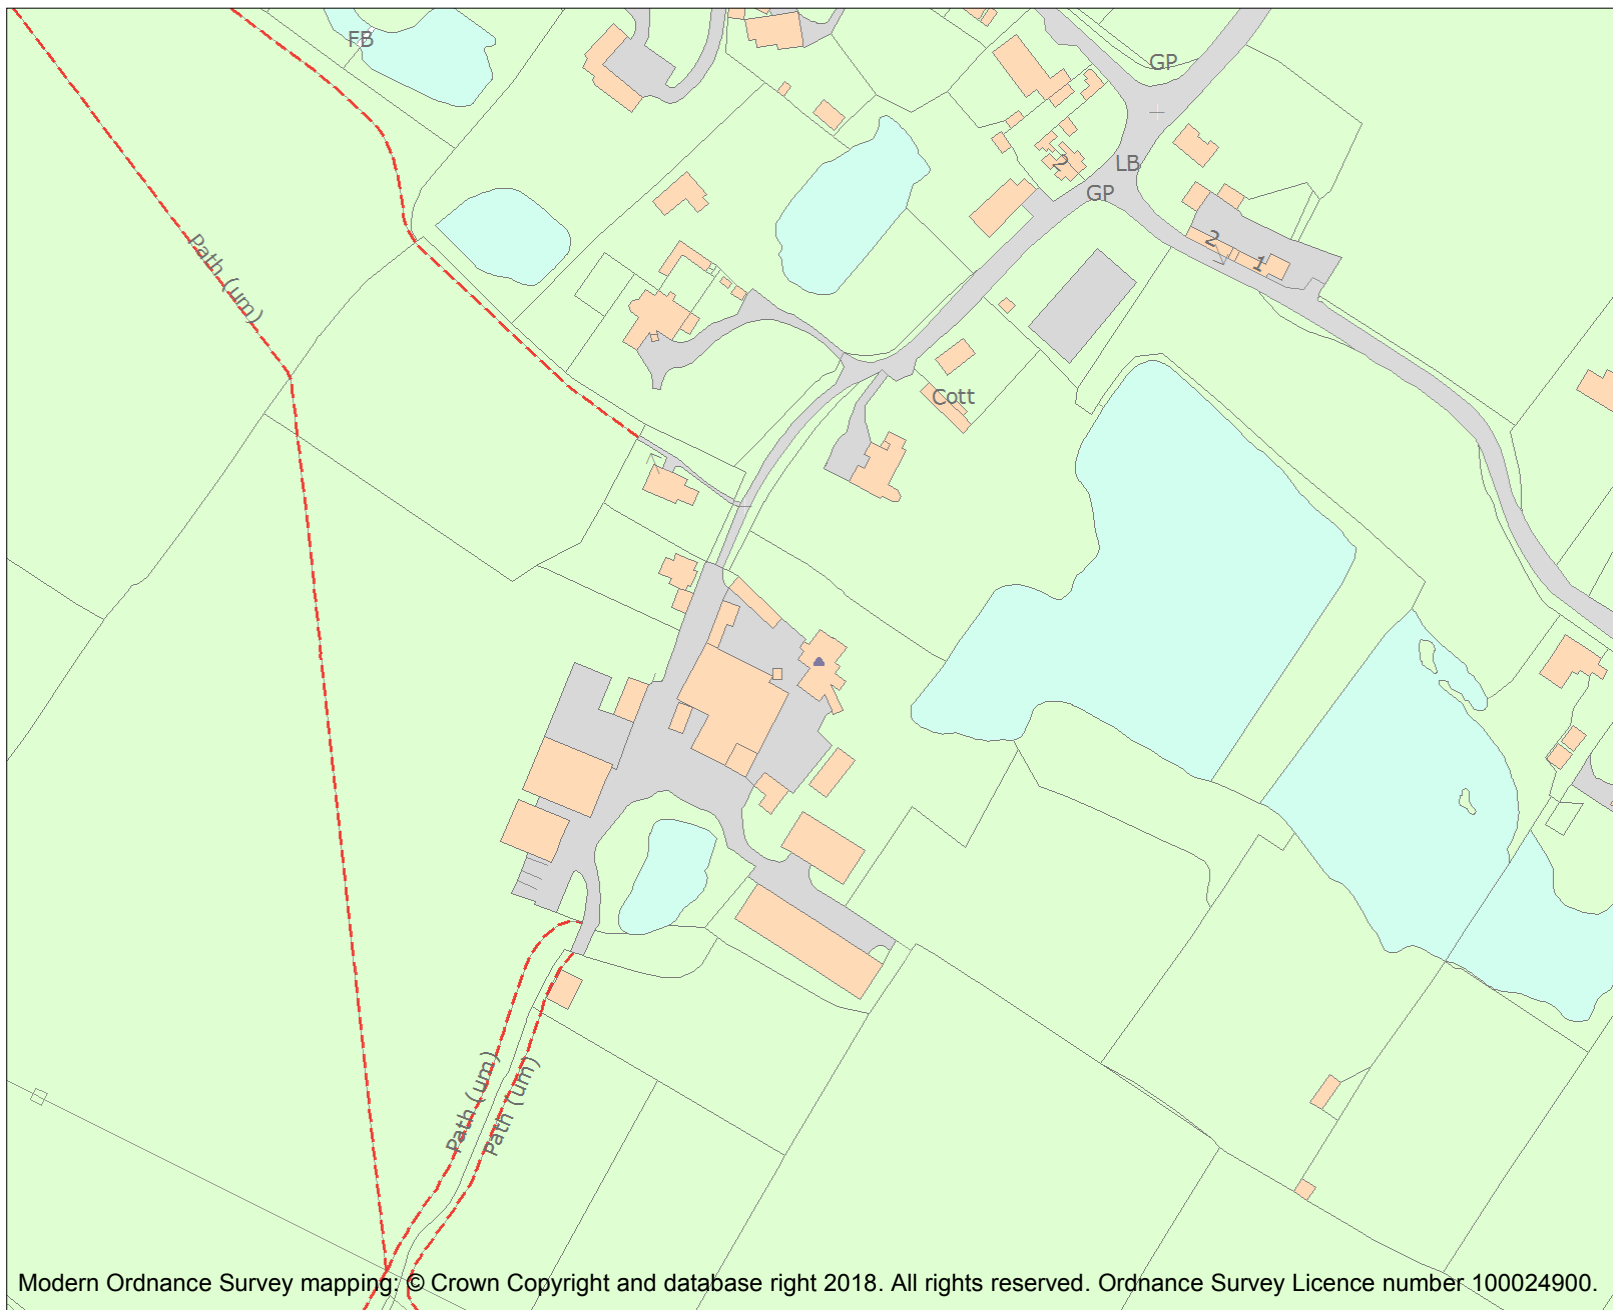 FB
GP
LB
2
GP
2
1
Path (um)
Cott
Path (um)
Path (um)
Modern Ordnance Survey mapping: © Crown Copyright and database right 2018. All rights reserved. Ordnance Survey Licence number 100024900.